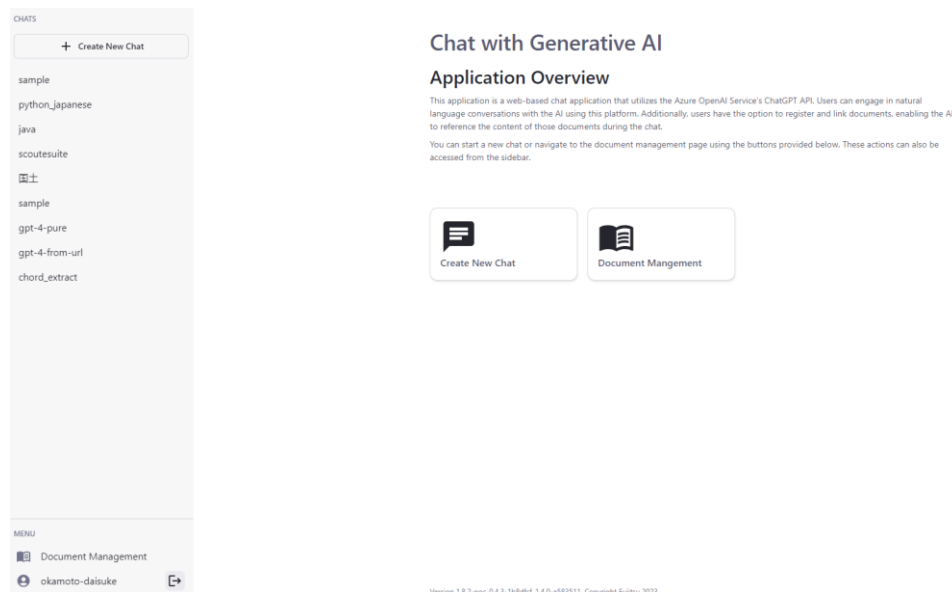 CHATS
+ Create New Chat
sample
python_japanese
java
scoutesuite
国土
sample
gpt-4-pure
gpt-4-from-url
chord_extract
MENU
Document Management
okamoto-daisuke
Chat with Generative AI
Application Overview
This application is a web-based chat application that utilizes the Azure OpenAI Service's ChatGPT API. Users can engage in natural
language conversations with the AI using this platform. Additionally, users have the option to register and link documents, enabling the AI
to reference the content of those documents during the chat.
You can start a new chat or navigate to the document management page using the buttons provided below. These actions can also be
accessed from the sidebar.
Create New Chat
Document Mangement
Copyright Fujitsu 2023